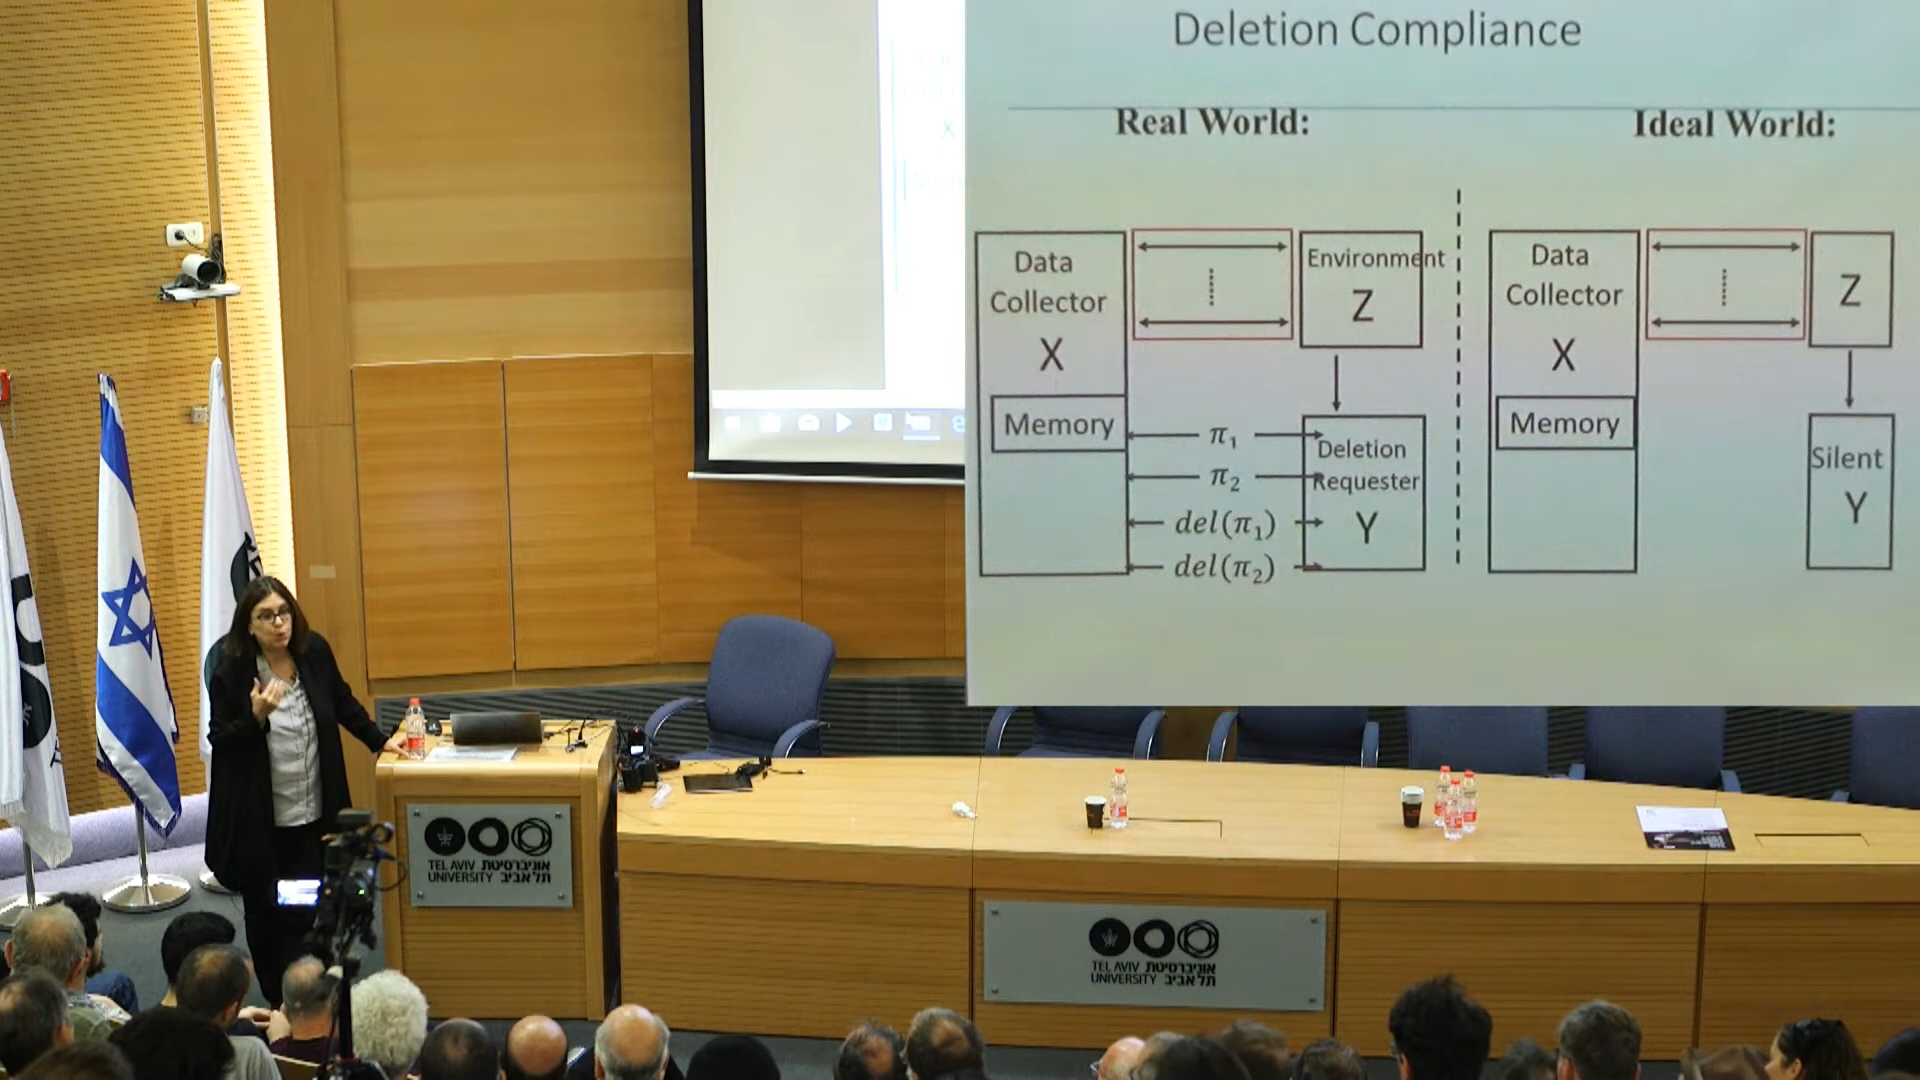 Deletion Compliance
Real World:
Ideal World:
Data
Collector
X
Memory
Environment
Z
π₁
π₂
del(π₁)
del(π₂)
Deletion
Requester
Y
Data
Collector
X
Memory
Z
Silent
Y
TEL AVIV אוניברסיטת
UNIVERSITY תל אביב
TEL AVIV אוניברסיטת
UNIVERSITY תל אביב